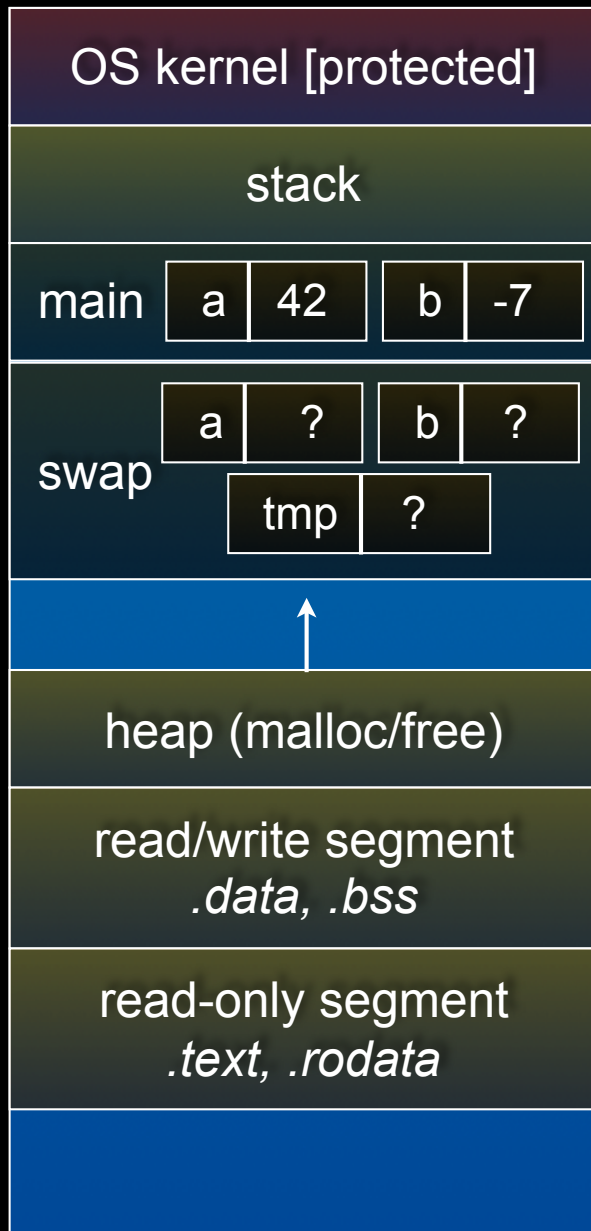 OS kernel [protected]
stack
main a 42 b -7
a ? b ?
swap
tmp ?
heap (malloc/free)
read/write segment
.data, .bss
read-only segment
.text, .rodata